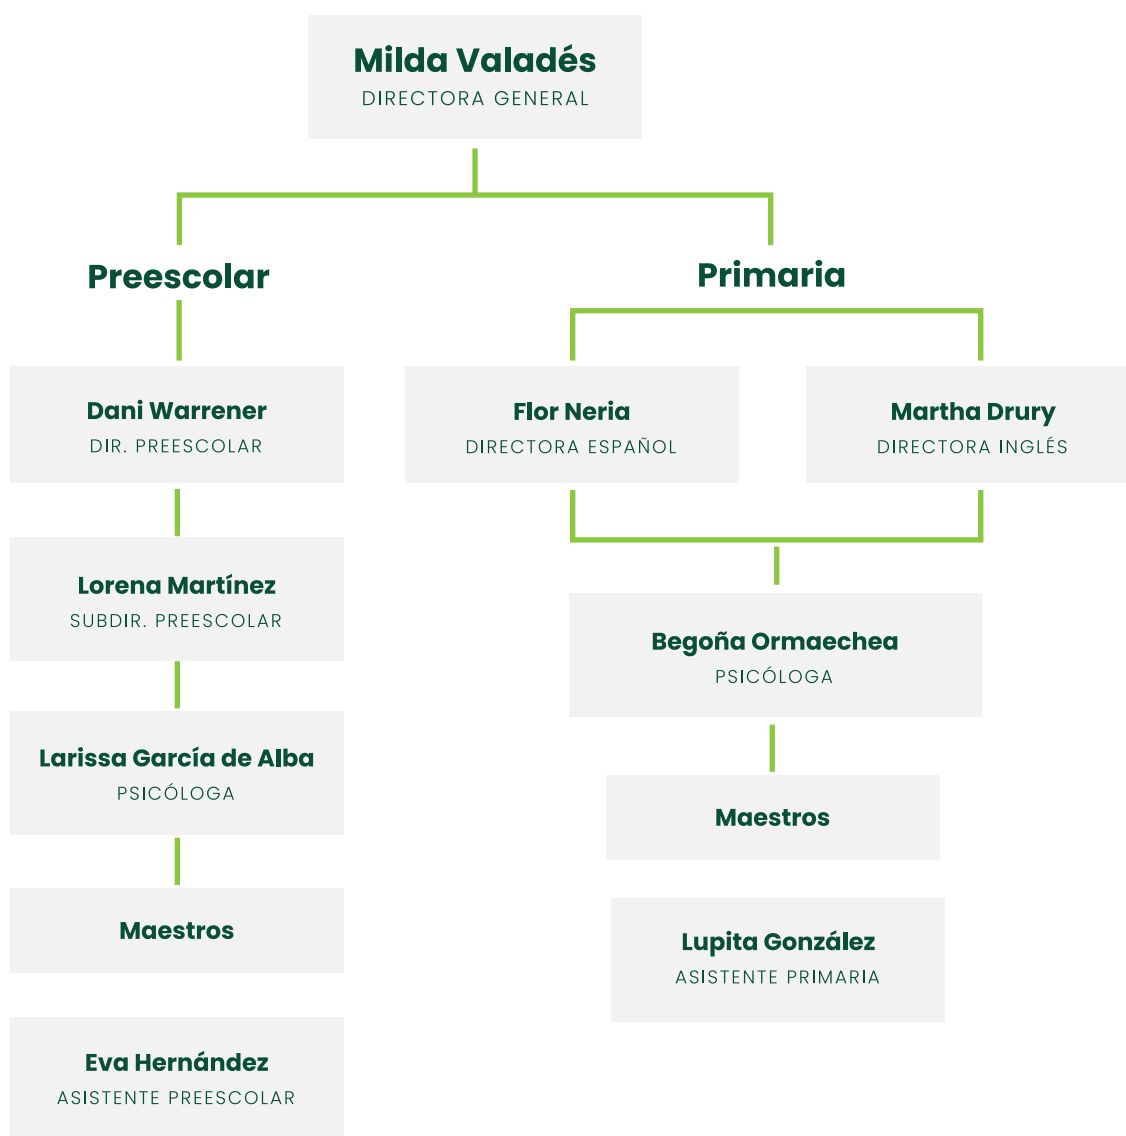 Milda Valadés
DIRECTORA GENERAL
Preescolar
Dani Warrener
DIR. PREESCOLAR
Lorena Martínez
SUBDIR. PREESCOLAR
Larissa García de Alba
PSICÓLOGA
Maestros
Eva Hernández
ASISTENTE PREESCOLAR
Primaria
Flor Neria
DIRECTORA ESPAÑOL
Martha Drury
DIRECTORA INGLÉS
Begoña Ormaechea
PSICÓLOGA
Maestros
Lupita González
ASISTENTE PRIMARIA